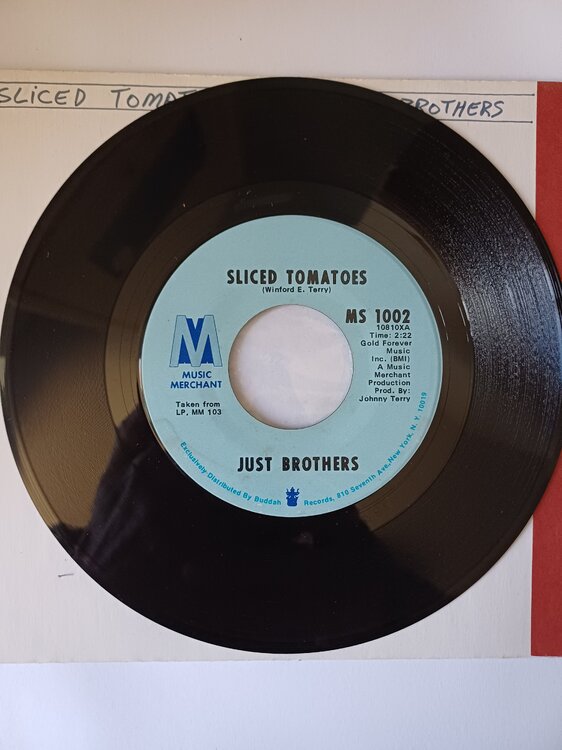 SLICED TOMAT BROTHERS
SLICED TOMATOES
(Winford E. Terry)
M
MUSIC
MERCHANT
Taken from
LP. MM 103
MS 1002
10810XA
Time: 2:22
Gold Forever
Music
Inc. (BMI)
A Music
Merchant
Production
Prod. By:
Johnny Terry
JUST BROTHERS
Exclusively Distributed By Buddah Records, 810 Seventh Ave., New York, N. Y. 10019